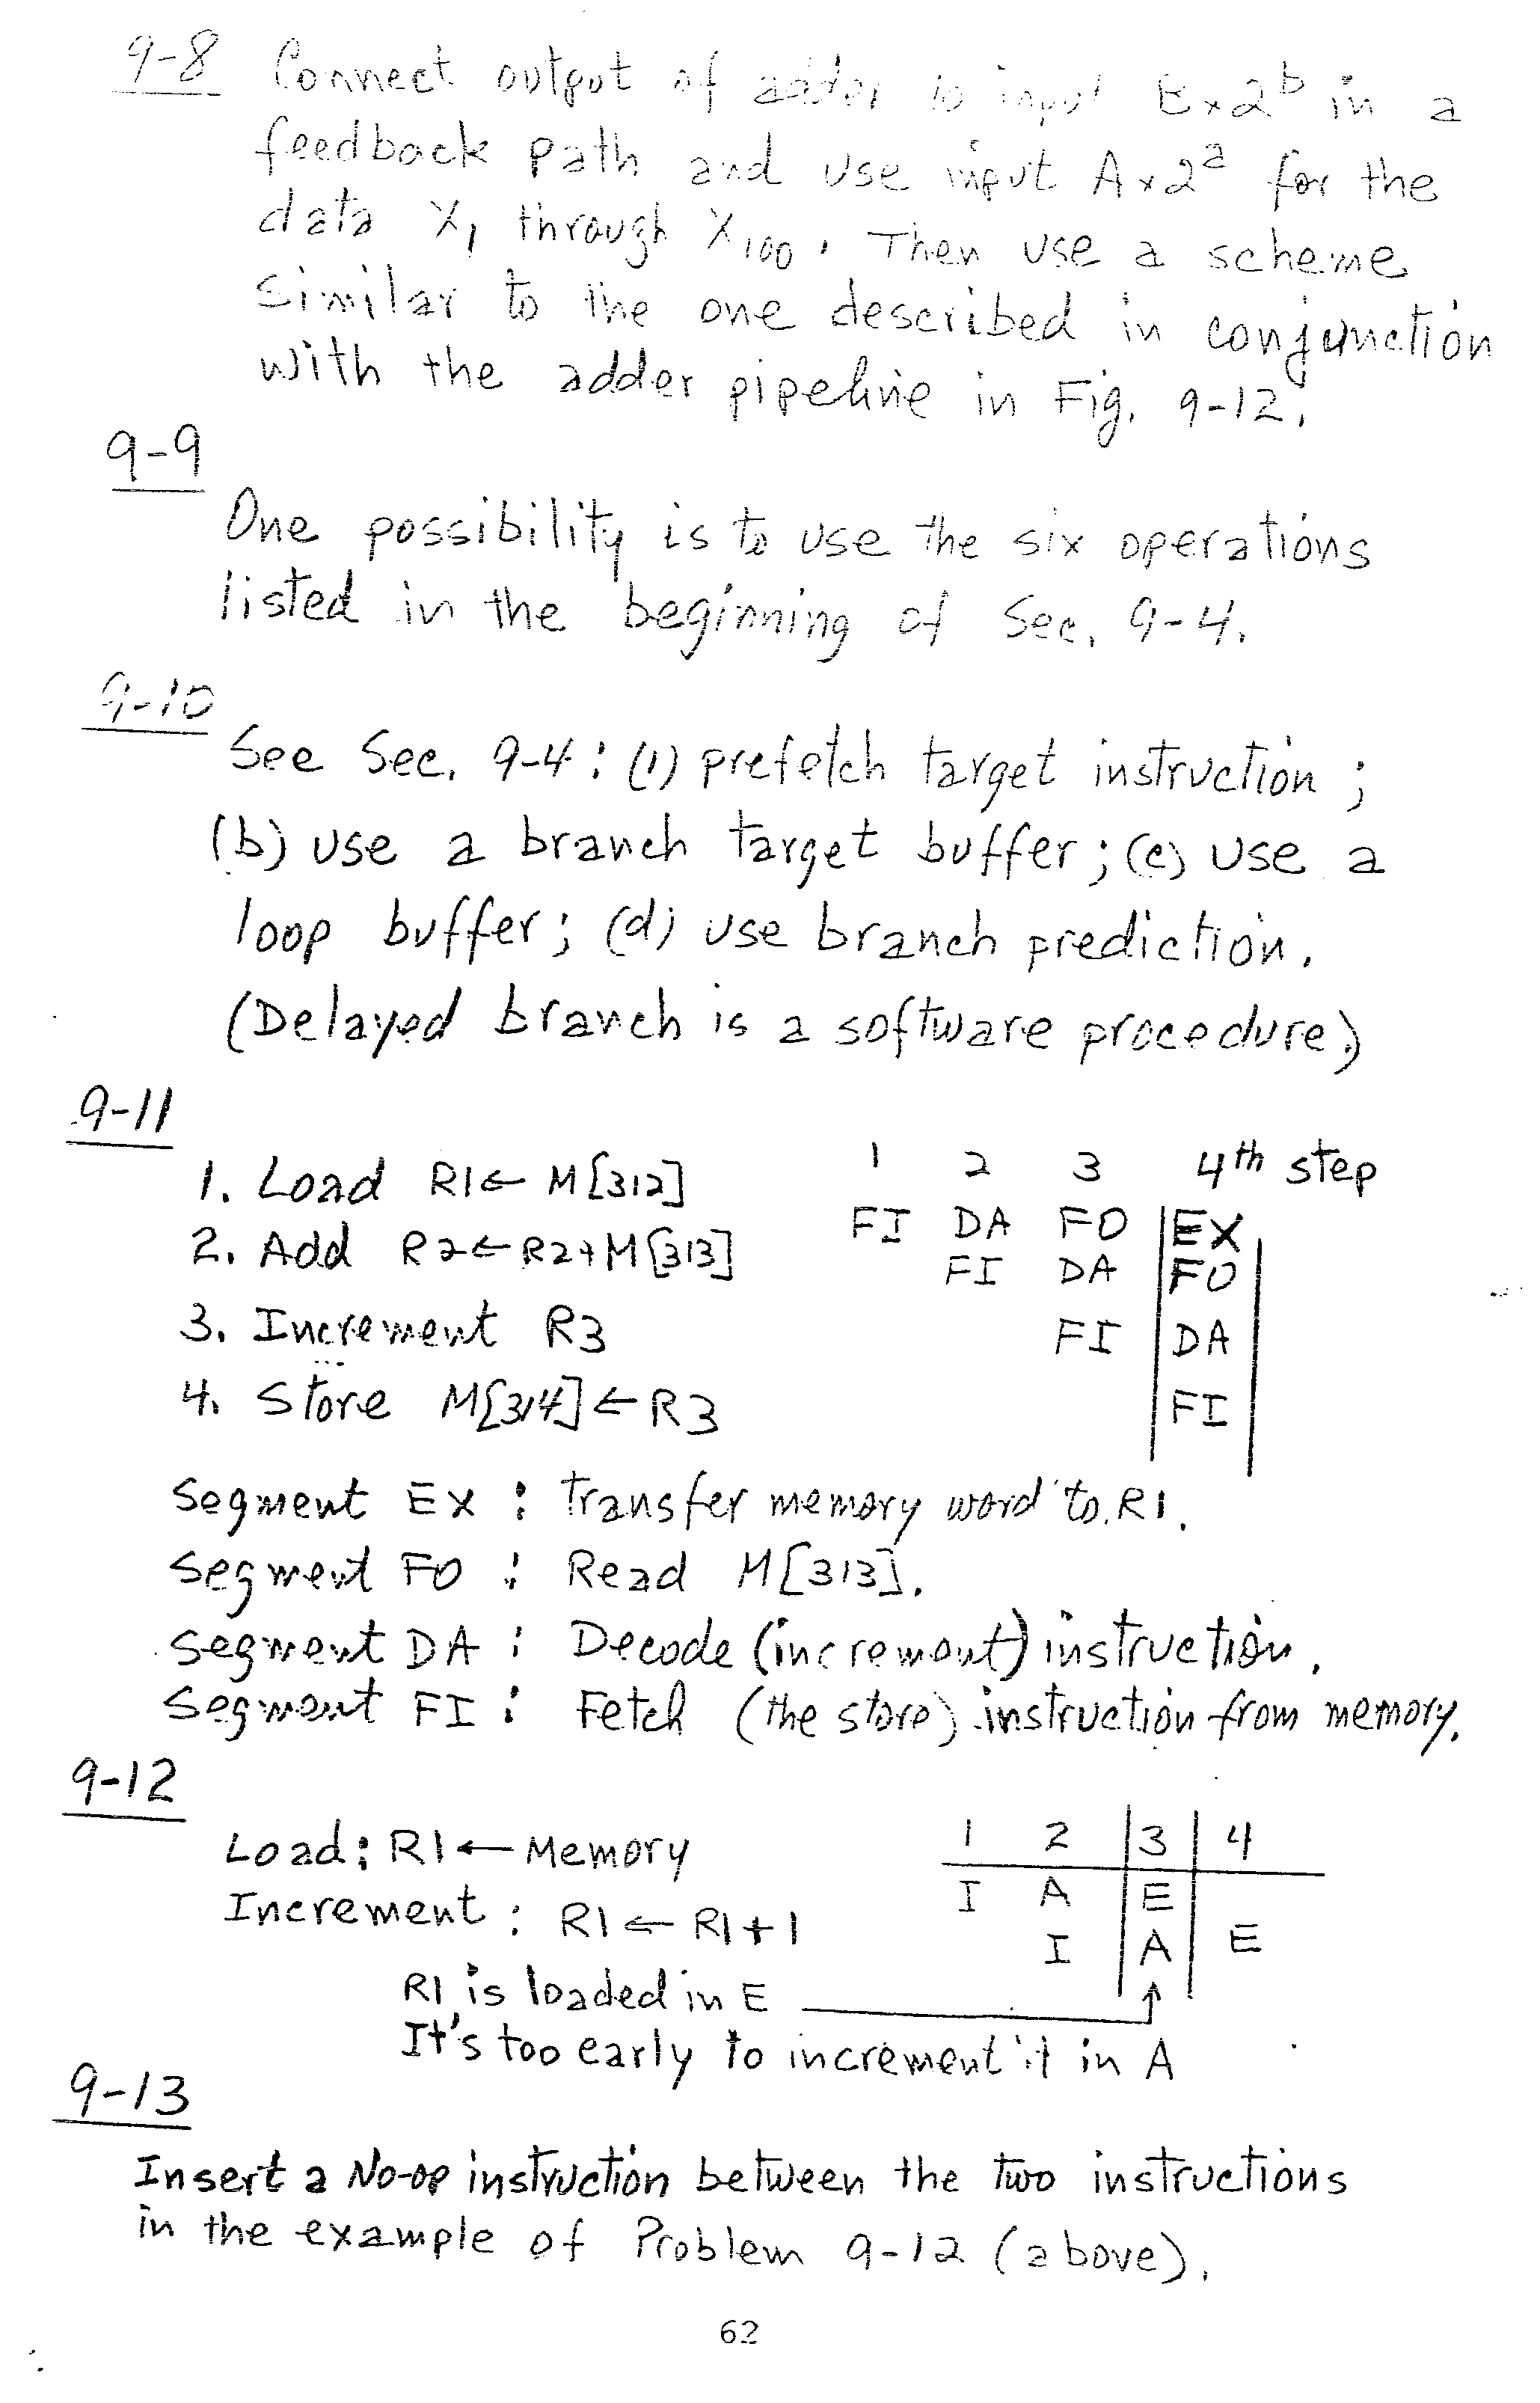 9-8 Connect output of adder to input B×2^b in a
feedback path and use input A×2^a for the
data X₁ through X₁₀₀. Then use a scheme
similar to the one described in conjunction
with the adder pipeline in Fig. 9-12.
9-9
One possibility is to use the six operations
listed in the beginning of Sec. 9-4.
9-10
See Sec. 9-4: (1) prefetch target instruction;
(b) use a branch target buffer; (c) use a
loop buffer; (d) use branch prediction.
(Delayed branch is a software procedure.)
9-11
1 2 3 4th step
1. Load R1← M[312] FI DA FO EX
2. Add R2←R2+M[313] FI DA FO
3. Increment R3 FI DA
4. Store M[314]←R3 FI
Segment EX : Transfer memory word to R1.
Segment FO : Read M[313].
Segment DA : Decode (increment) instruction.
Segment FI : Fetch (the store) instruction from memory.
9-12
1 2 3 4
Load: R1 ← Memory I A E
Increment : R1 ← R1 + 1 I A E
R1 is loaded in E
It's too early to increment it in A
9-13
Insert a No-op instruction between the two instructions
in the example of Problem 9-12 (above).
62